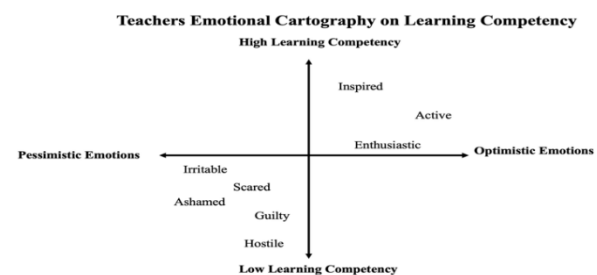 Teachers Emotional Cartography on Learning Competency
High Learning Competency
Inspired
Active
Enthusiastic
Pessimistic Emotions
Optimistic Emotions
Irritable
Scared
Ashamed
Guilty
Hostile
Low Learning Competency